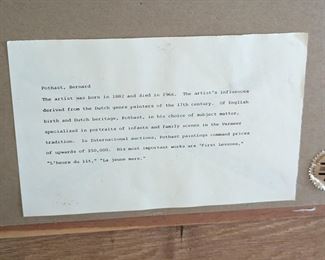 Pothast, Bernard
The artist was born in 1882 and died in 1966. The artist's influences
derived from the Dutch genre painters of the 17th century. Of English
birth and Dutch heritage, Pothast, in his choice of subject matter,
specialized in portraits of infants and family scenes in the Vermeer
tradition. In International auctions, Pothast paintings command prices
of upwards of $50,000. His most important works are "First Lessons,"
"L'heure du lit," "La jeune mere."